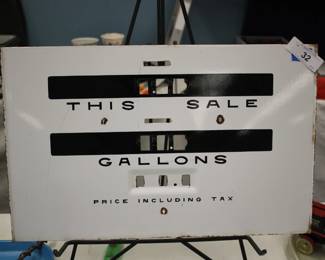 32
THIS SALE
GALLONS
PRICE INCLUDING TAX